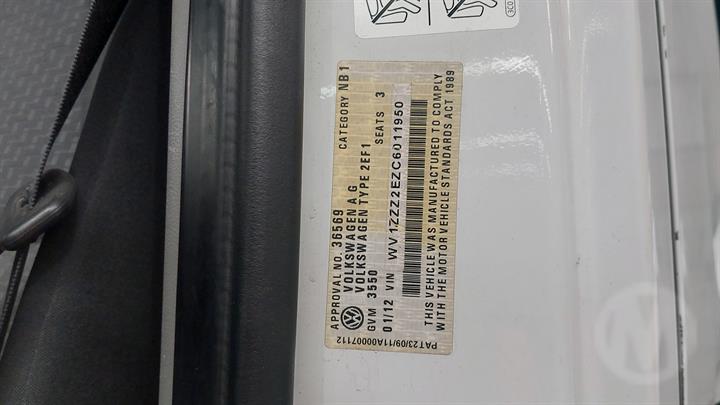 APPROVAL NO. 36569 CATEGORY NB1
VOLKSWAGEN AG
VOLKSWAGEN TYPE 2EF1
GVM 3550 SEATS 3
01/12 VIN WV1ZZZ2EZC6011950
THIS VEHICLE WAS MANUFACTURED TO COMPLY
WITH THE MOTOR VEHICLE STANDARDS ACT 1989
PAT23/09/11A00007112
3C0
M